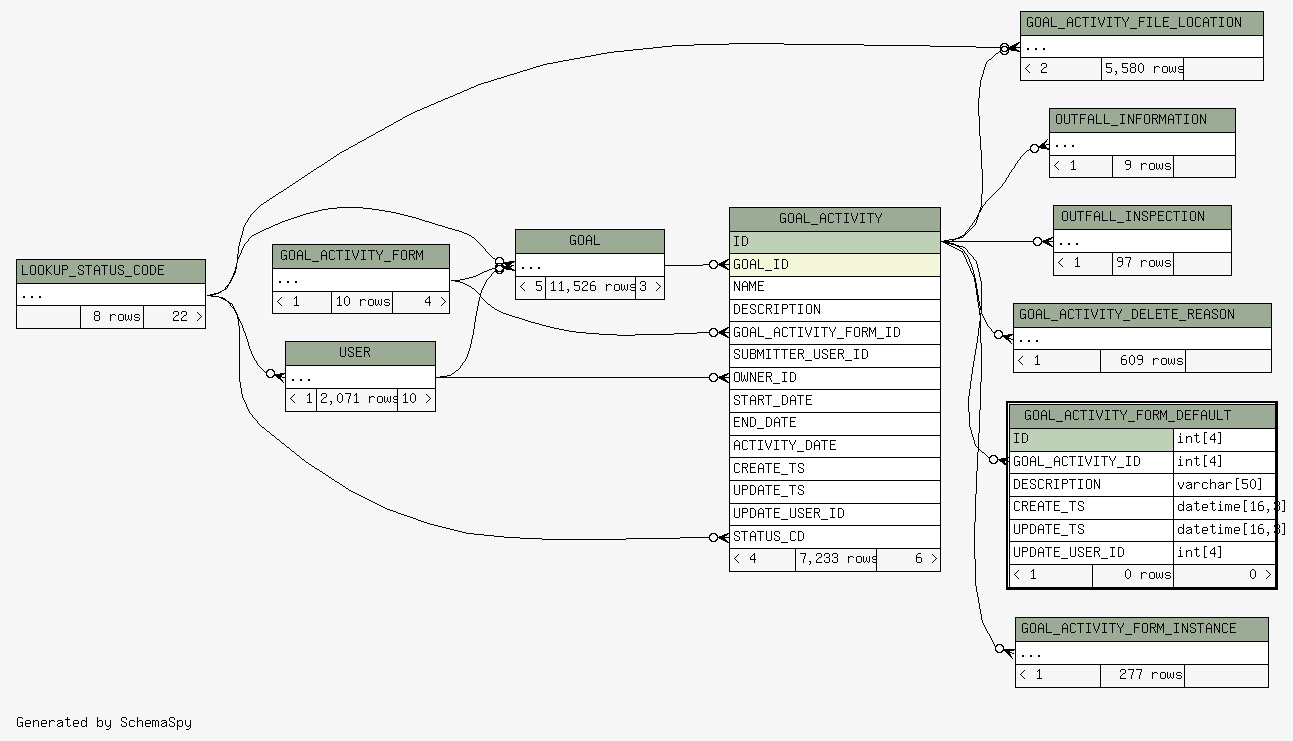 GOAL_ACTIVITY_FILE_LOCATION
...
< 2 5,580 rows
OUTFALL_INFORMATION
...
< 1 9 rows
OUTFALL_INSPECTION
...
< 1 97 rows
GOAL_ACTIVITY_DELETE_REASON
...
< 1 609 rows
GOAL_ACTIVITY_FORM_DEFAULT
ID int[4]
GOAL_ACTIVITY_ID int[4]
DESCRIPTION varchar[50]
CREATE_TS datetime[16,3]
UPDATE_TS datetime[16,3]
UPDATE_USER_ID int[4]
< 1 0 rows 0 >
GOAL_ACTIVITY_FORM_INSTANCE
...
< 1 277 rows
GOAL_ACTIVITY
ID
GOAL_ID
NAME
DESCRIPTION
GOAL_ACTIVITY_FORM_ID
SUBMITTER_USER_ID
OWNER_ID
START_DATE
END_DATE
ACTIVITY_DATE
CREATE_TS
UPDATE_TS
UPDATE_USER_ID
STATUS_CD
< 4 7,233 rows 6 >
GOAL
...
< 5 11,526 rows 3 >
GOAL_ACTIVITY_FORM
...
< 1 10 rows 4 >
USER
...
< 1 2,071 rows 10 >
LOOKUP_STATUS_CODE
...
8 rows 22 >
Generated by SchemaSpy